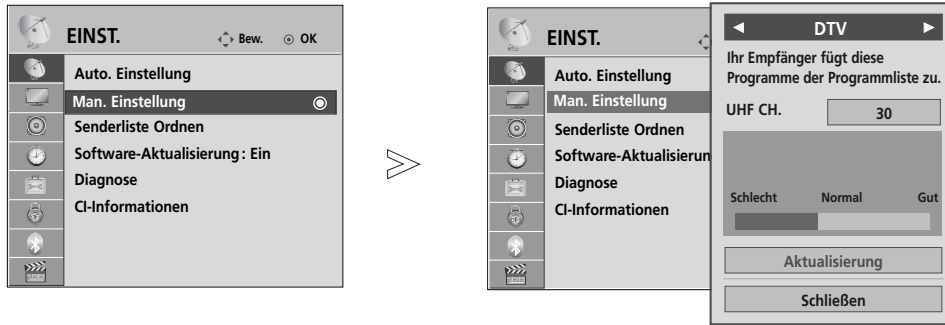 EINST.
Bew. OK
Auto. Einstellung
Man. Einstellung
Senderliste Ordnen
Software-Aktualisierung : Ein
Diagnose
CI-Informationen
EINST.
Auto. Einstellung
Man. Einstellung
Senderliste Ordnen
Software-Aktualisierun
Diagnose
CI-Informationen
DTV
Ihr Empfänger fügt diese
Programme der Programmliste zu.
UHF CH. 30
Schlecht Normal Gut
Aktualisierung
Schließen